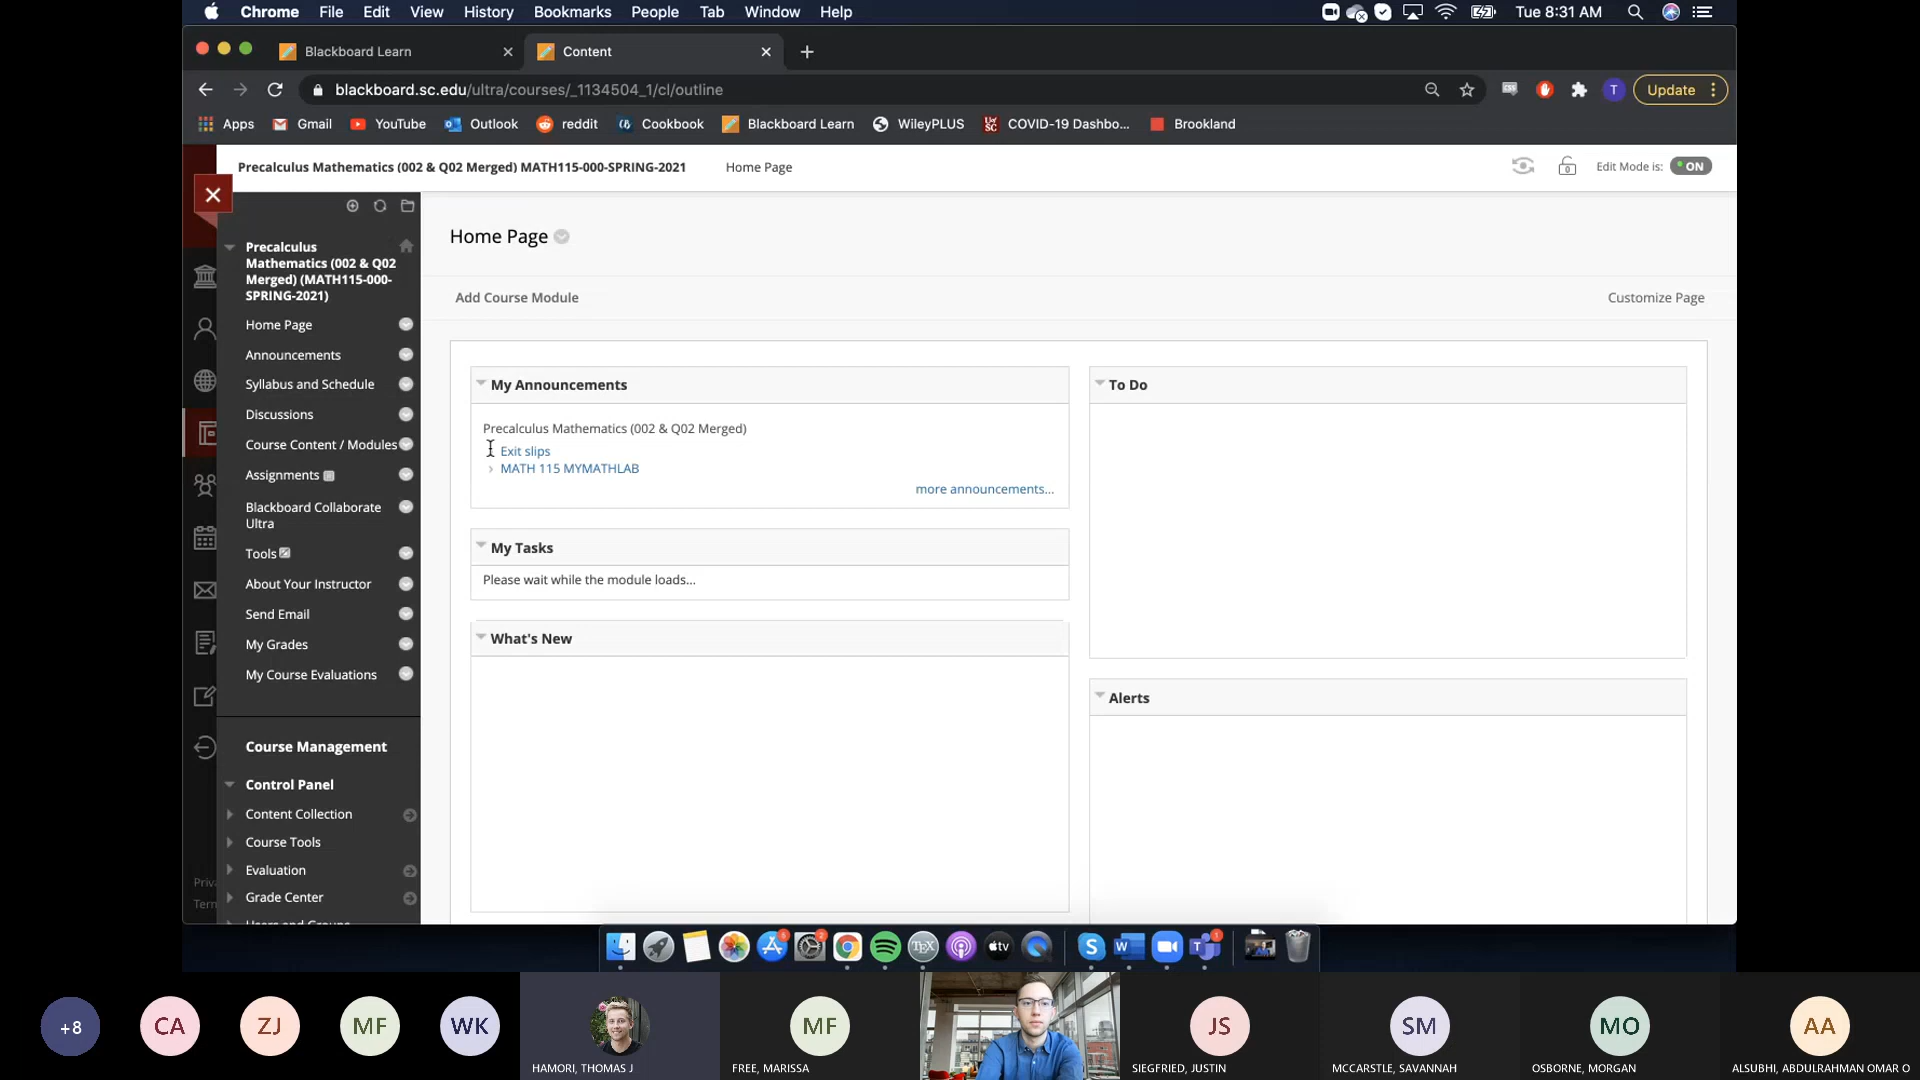 Chrome File Edit View History Bookmarks People Tab Window Help
Tue 8:31 AM
Blackboard Learn
Content
blackboard.sc.edu/ultra/courses/_1134504_1/cl/outline
T
Update
Apps Gmail YouTube Outlook reddit Cookbook Blackboard Learn WileyPLUS COVID-19 Dashbo... Brookland
Precalculus Mathematics (002 & Q02 Merged) MATH115-000-SPRING-2021
Home Page
Edit Mode is:
ON
Precalculus
Mathematics (002 & Q02
Merged) (MATH115-000-
SPRING-2021)
Home Page
Announcements
Syllabus and Schedule
Discussions
Course Content / Modules
Assignments
Blackboard Collaborate
Ultra
Tools
About Your Instructor
Send Email
My Grades
My Course Evaluations
Course Management
Control Panel
Content Collection
Course Tools
Evaluation
Grade Center
Users and Groups
Priva
Term
Home Page
Add Course Module
Customize Page
My Announcements
Precalculus Mathematics (002 & Q02 Merged)
Exit slips
MATH 115 MYMATHLAB
more announcements...
My Tasks
Please wait while the module loads...
What's New
To Do
Alerts
TEX
tv
S
W
T
+8
CA
ZJ
MF
WK
HAMORI, THOMAS J
MF
FREE, MARISSA
JS
SIEGFRIED, JUSTIN
SM
MCCARSTLE, SAVANNAH
MO
OSBORNE, MORGAN
AA
ALSUBHI, ABDULRAHMAN OMAR O